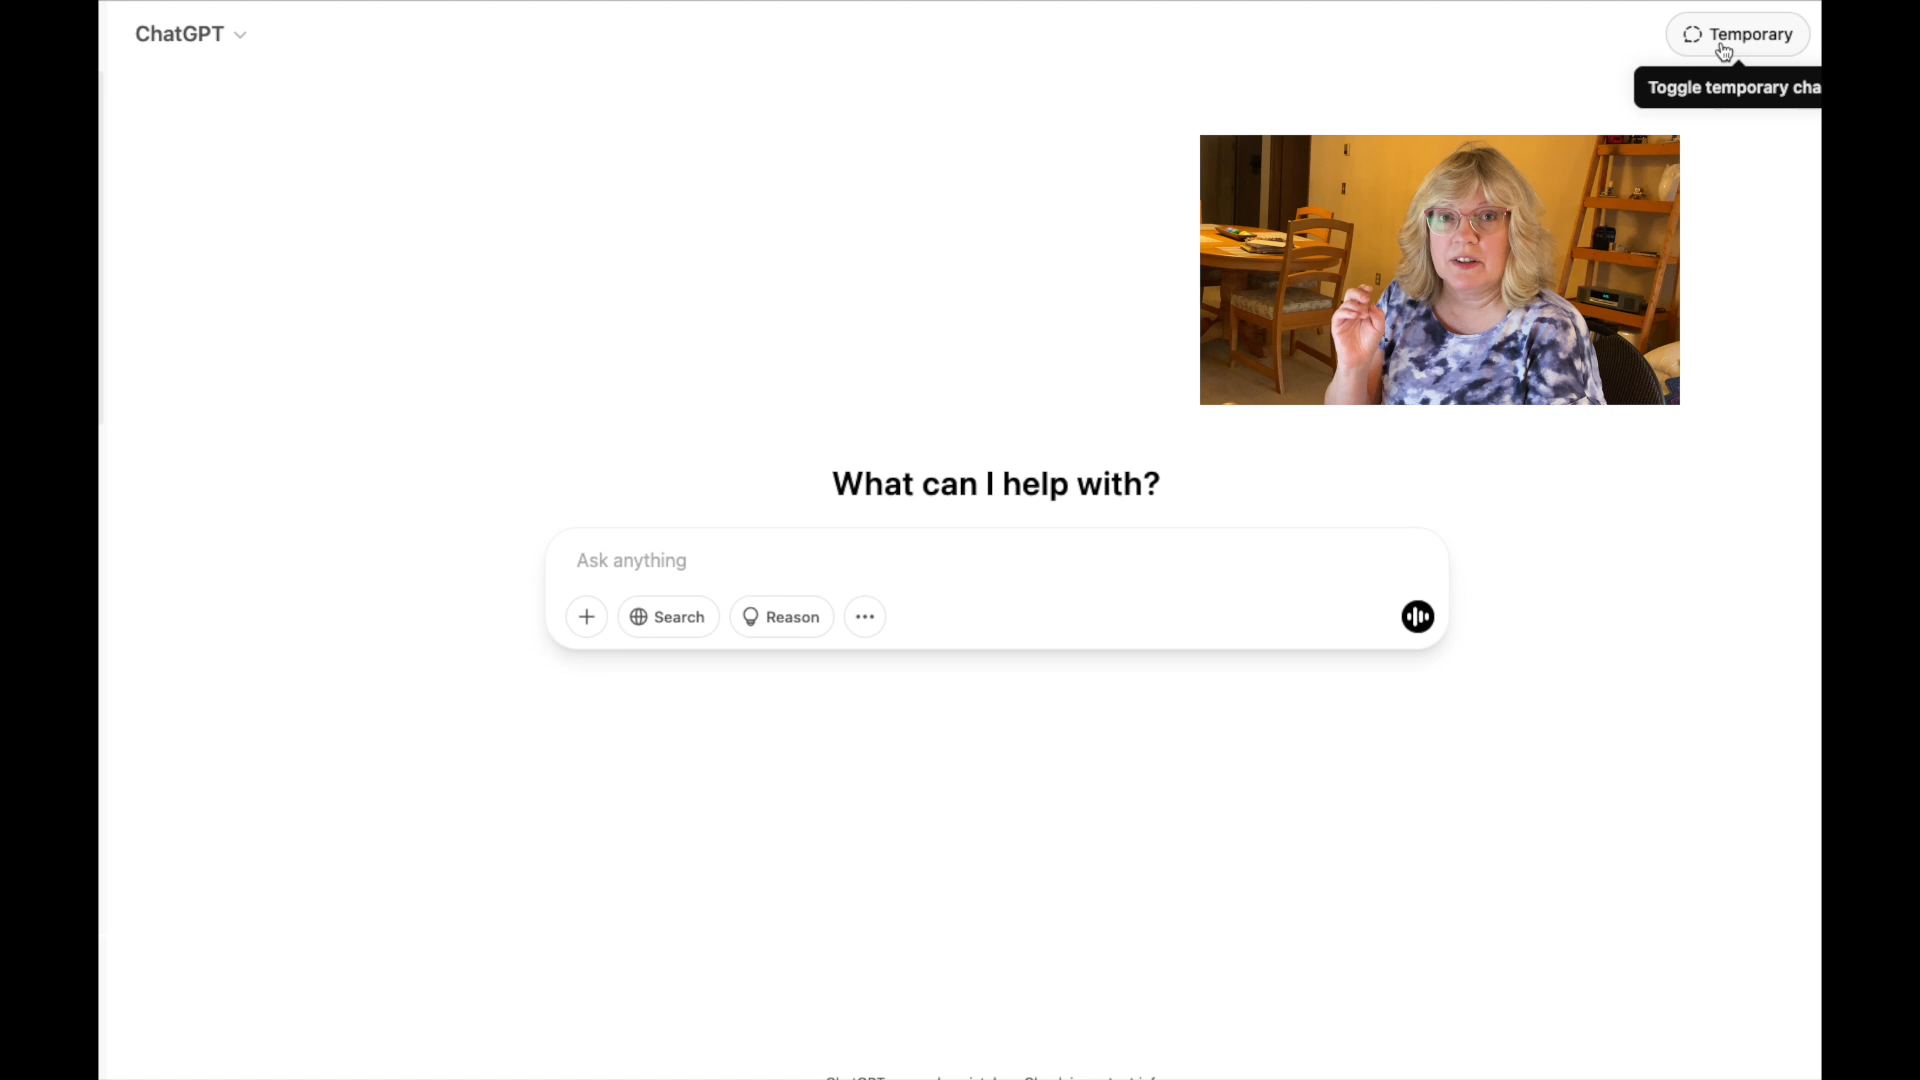 ChatGPT
Temporary
Toggle temporary cha
What can I help with?
Ask anything
Search
Reason